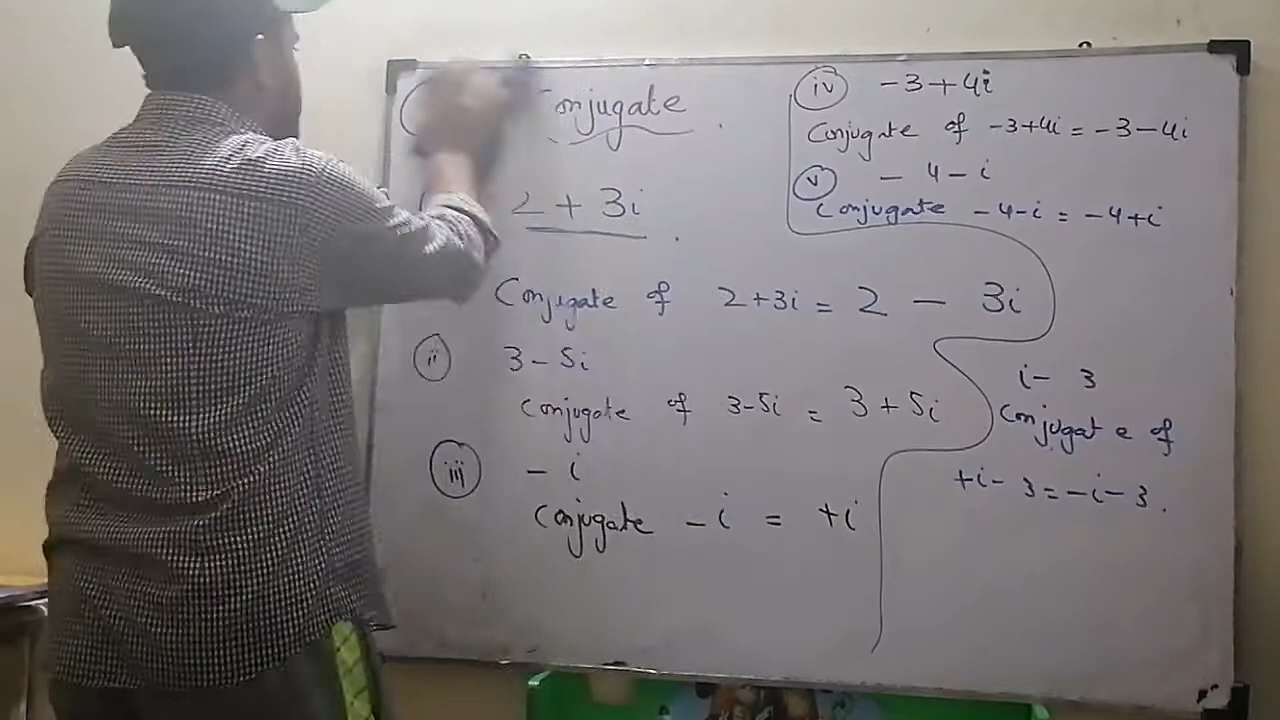 Conjugate
2 + 3i
Conjugate of 2+3i = 2 - 3i
ii 3-5i
Conjugate of 3-5i = 3+5i
iii - i
Conjugate - i = +i
iv -3+4i
Conjugate of -3+4i = -3-4i
v - 4 - i
Conjugate -4-i = -4+i
i- 3
Conjugate of
+i- 3 = -i-3.